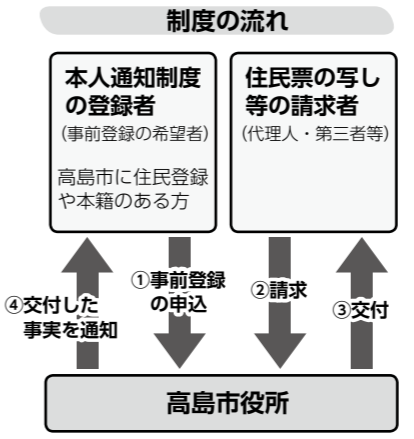 制度の流れ
本人通知制度
の登録者
(事前登録の希望者)
高島市に住民登録
や本籍のある方
住民票の写し
等の請求者
(代理人・第三者等)
①事前登録
の申込
②請求
③交付
④交付した
事実を通知
高島市役所